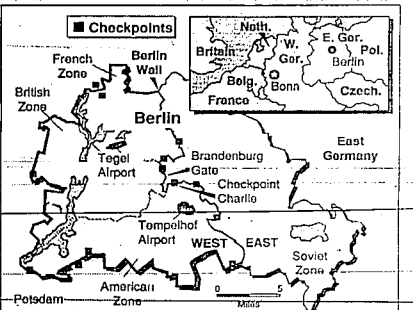 Checkpoints
French
Zone
Berlin
Wall
British
Zone
Berlin
Tegel
Airport
Brandenburg
Gate
Checkpoint
Charlie
East
Germany
Tempelhof
Airport
WEST EAST
Soviet
Zone
American
Zone
Potsdam
0 5
Miles
Neth.
Britain
W.
Ger.
E. Ger.
Berlin
Pol.
Belg.
Bonn
France
Czech.